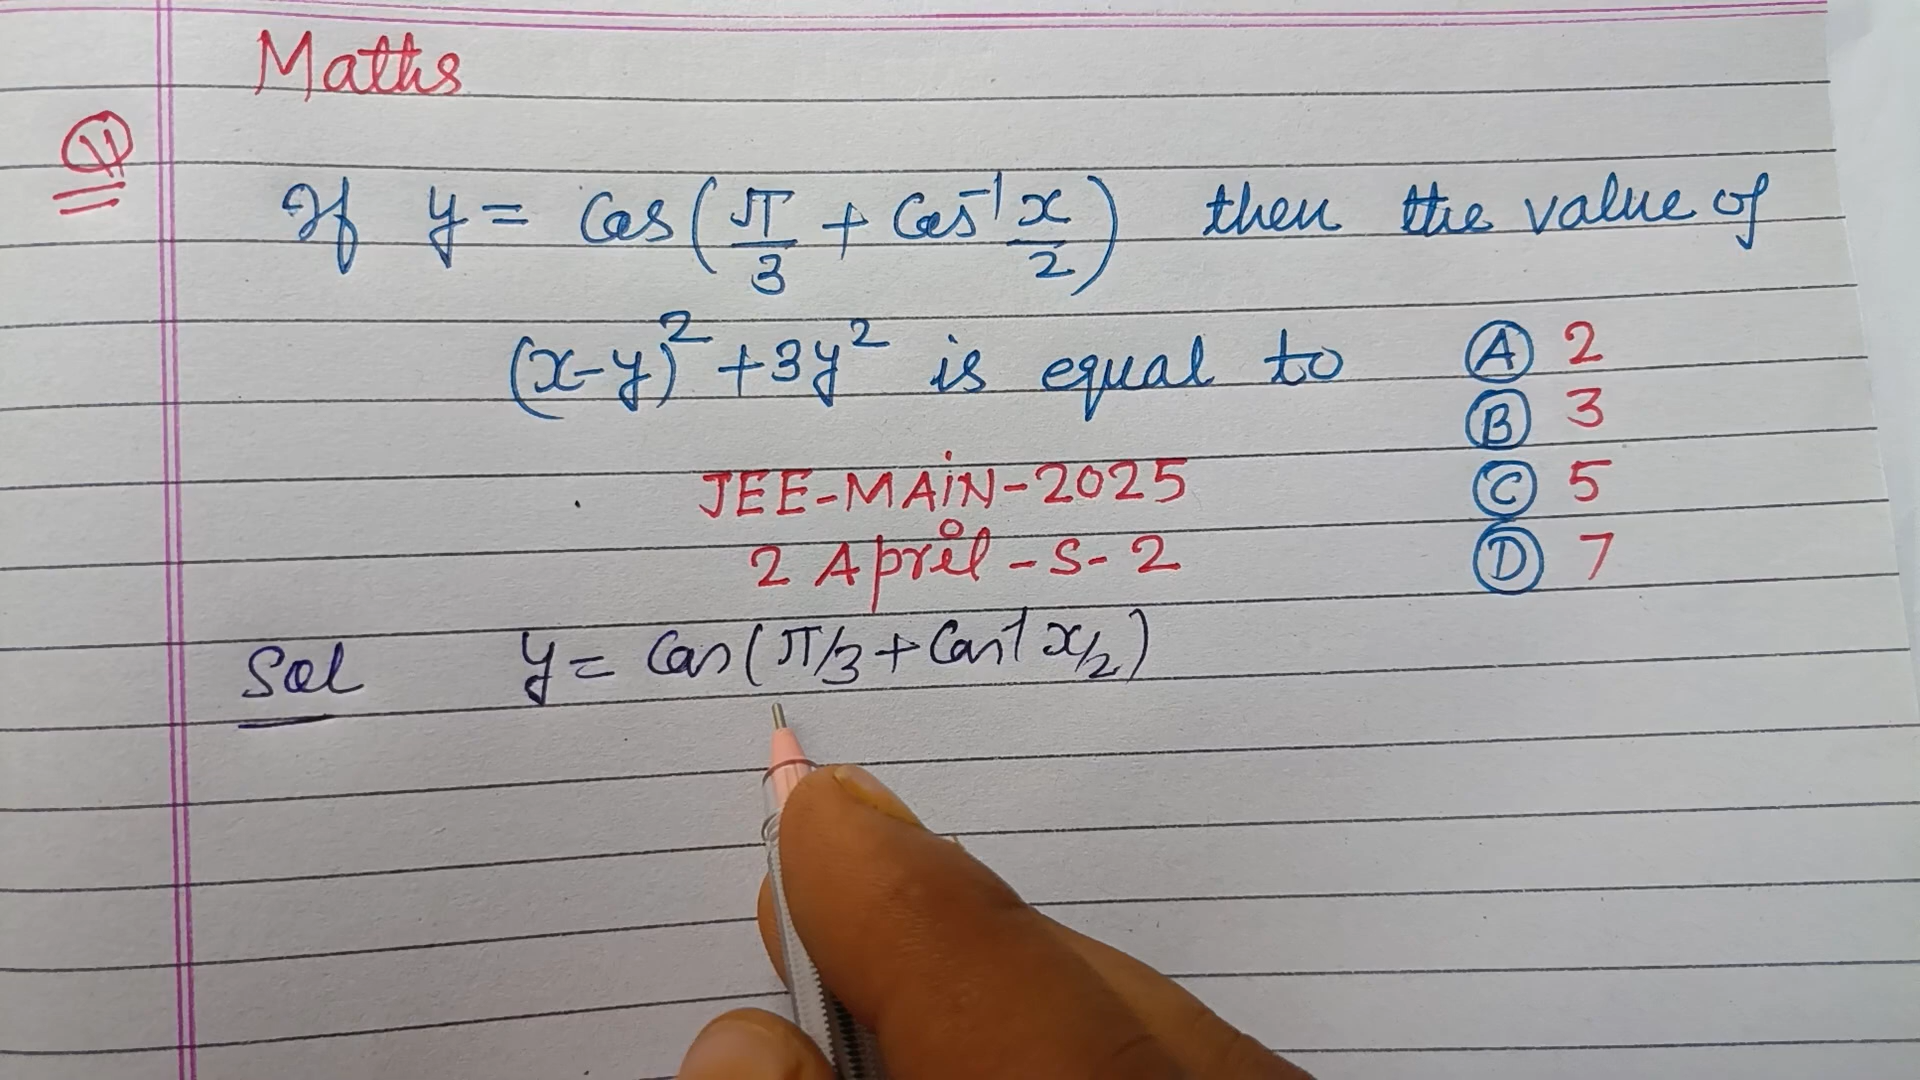 Maths
Q
If y = Cos(π/3 + Cos⁻¹ x/2) then the value of
(x-y)² + 3y² is equal to
(A) 2
(B) 3
(C) 5
(D) 7
JEE-MAIN-2025
2 April - S- 2
Sol y = Cos(π/3 + Cos⁻¹ x/2)